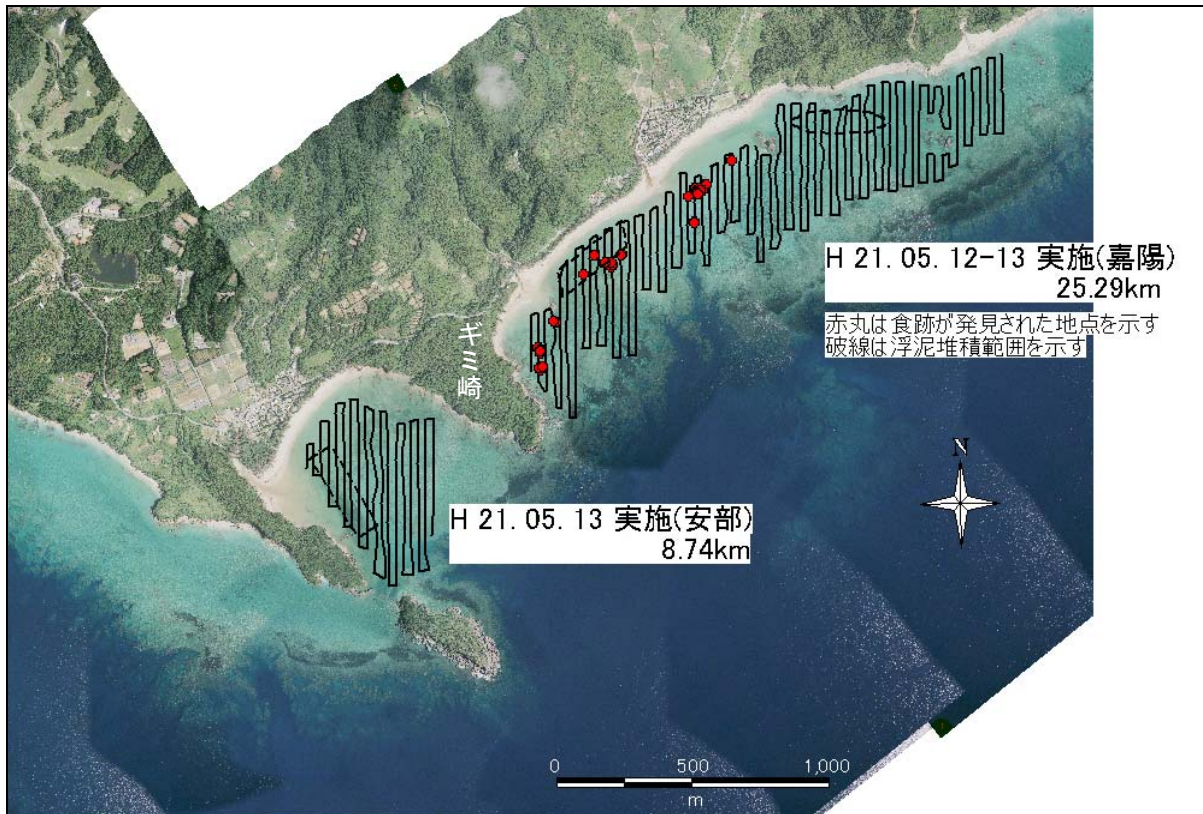 H 21.05.12-13 実施(嘉陽)
25.29km
赤丸は食跡が発見された地点を示す
破線は浮泥堆積範囲を示す
ギミ崎
H 21.05.13 実施(安部)
8.74km
N
0 500 1,000
m